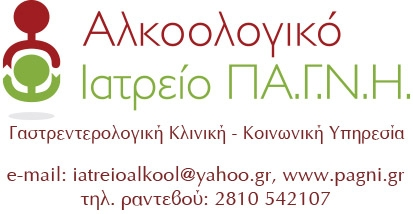 Αλκοολογικό
Ιατρείο ΠΑ.Γ.Ν.Η.
Γαστρεντερολογική Κλινική - Κοινωνική Υπηρεσία
e-mail: iatreioalkool@yahoo.gr, www.pagni.gr
τηλ. ραντεβού: 2810 542107